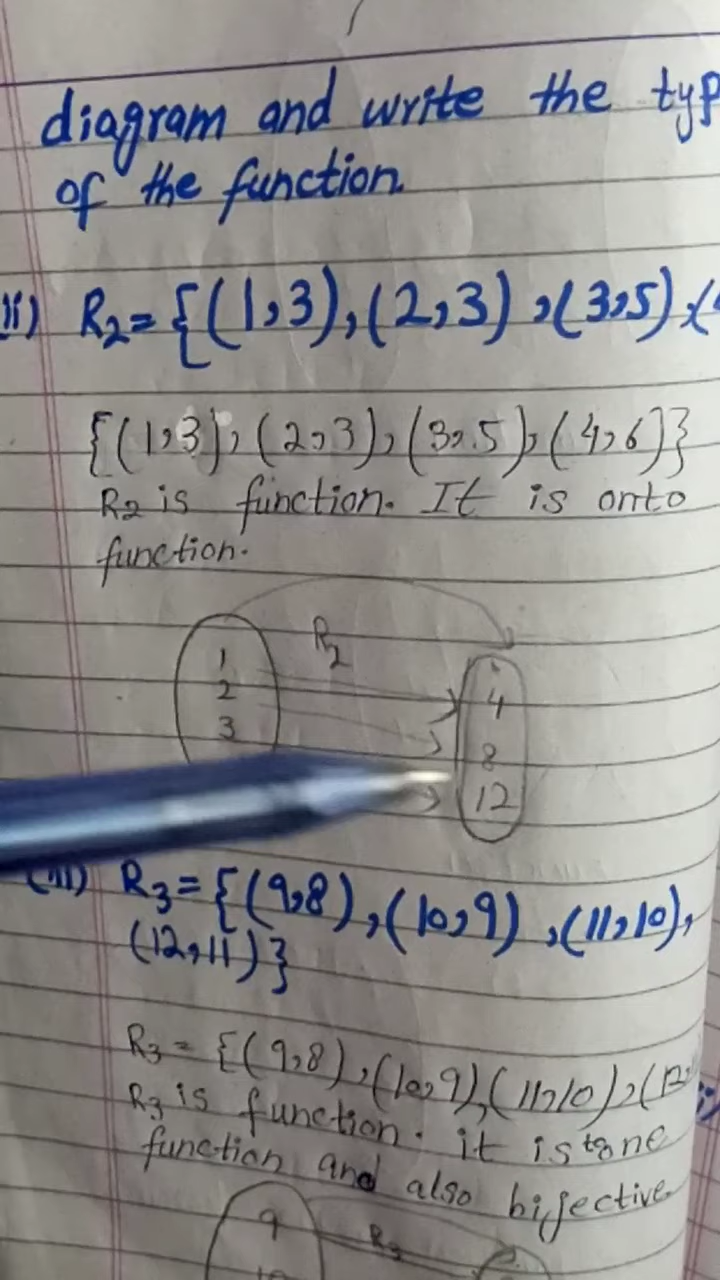 diagram and write the typ
of the function
ii) R2= {(1,3),(2,3),(3,5),(
{(1,3),(2,3),(3,5),(4,6)}
R2 is function. It is onto
function.
R2
1
2
3
4
8
12
(iii) R3= {(9,8),(10,9),(11,10),
(12,11)}
R3= {(9,8),(10,9),(11,10),(12,
R3 is function. it is
function and also bijective
9
R3
10